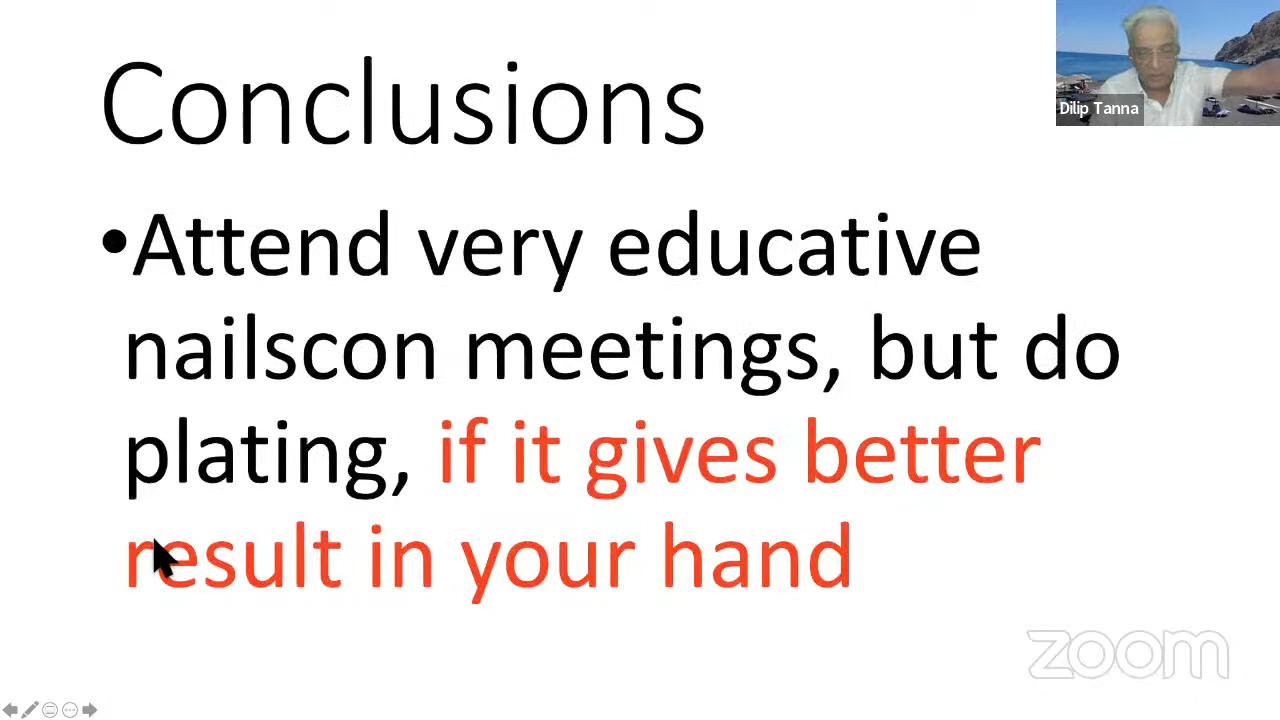 Conclusions
Dilip Tanna
•Attend very educative
nailscon meetings, but do
plating, if it gives better
result in your hand
zoom